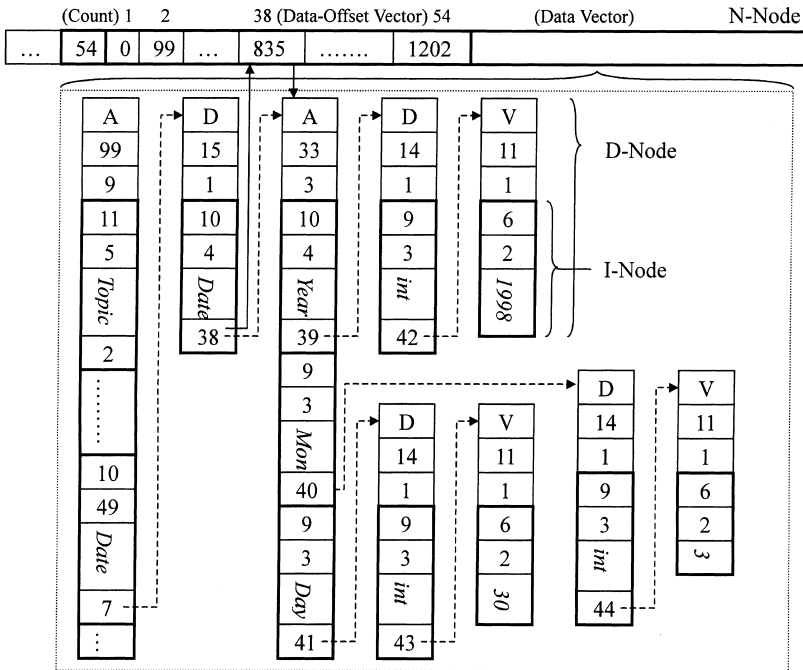 (Count) 1 2 38 (Data-Offset Vector) 54 (Data Vector) N-Node
... 54 0 99 ... 835 ....... 1202
A
99
9
11
5
Topic
2
..........
10
49
Date
7
...
D
15
1
10
4
Date
38
A
33
3
10
4
Year
39
9
3
Mon
40
9
3
Day
41
D
14
1
9
3
int
42
V
11
1
6
2
1998
D-Node
I-Node
D
14
1
9
3
int
43
V
11
1
6
2
30
D
14
1
9
3
int
44
V
11
1
6
2
3